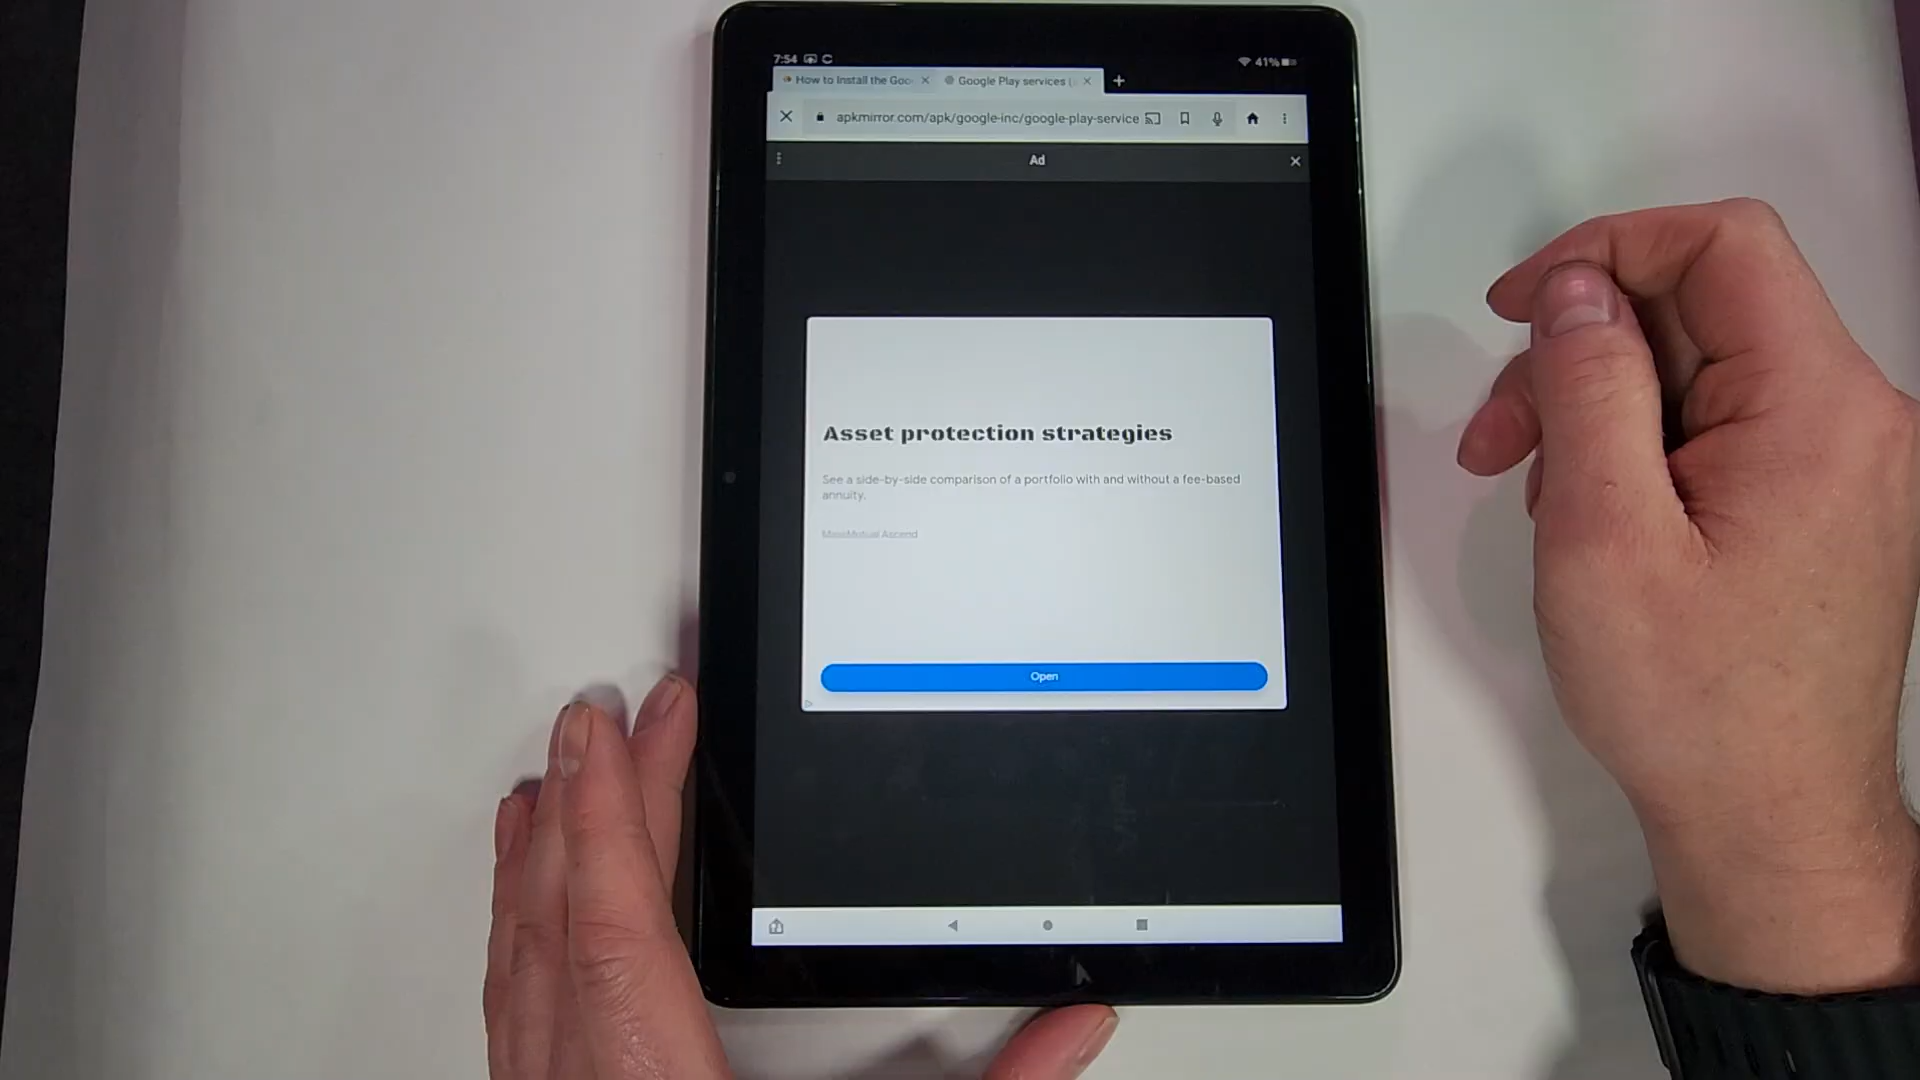 7:54
41%
How to Install the Goo
Google Play services (
apkmirror.com/apk/google-inc/google-play-service
Ad
Asset protection strategies
See a side-by-side comparison of a portfolio with and without a fee-based
annuity.
MassMutual Ascend
Open